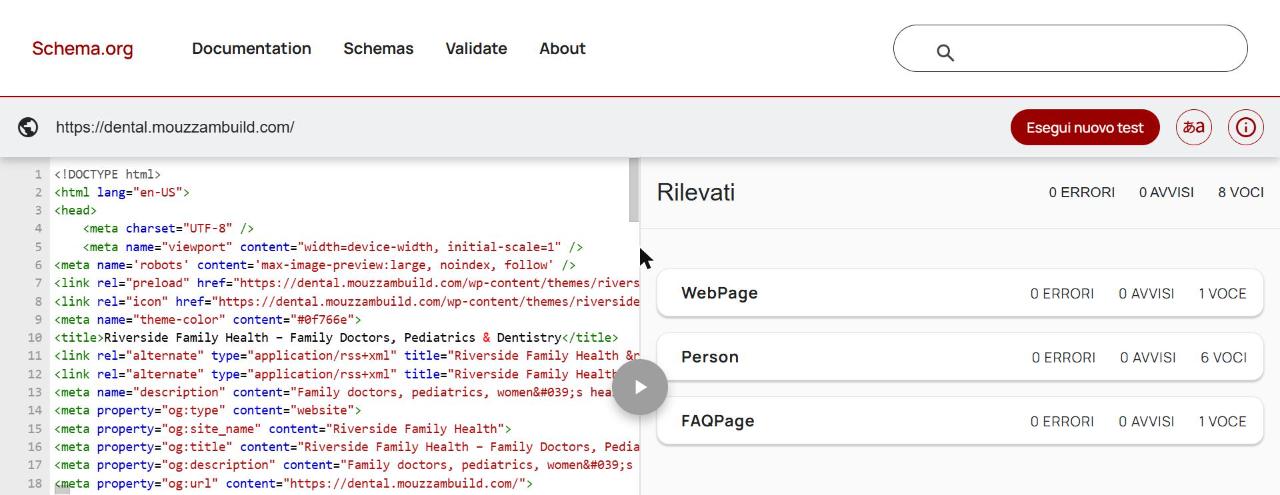 Schema.org Documentation Schemas Validate About
https://dental.mouzzambuild.com/ Esegui nuovo test あa
1 <!DOCTYPE html>
2 <html lang="en-US">
3 <head>
4 <meta charset="UTF-8" />
5 <meta name="viewport" content="width=device-width, initial-scale=1" />
6 <meta name='robots' content='max-image-preview:large, noindex, follow' />
7 <link rel="preload" href="https://dental.mouzzambuild.com/wp-content/themes/rivers
8 <link rel="icon" href="https://dental.mouzzambuild.com/wp-content/themes/riverside
9 <meta name="theme-color" content="#0f766e">
10 <title>Riverside Family Health – Family Doctors, Pediatrics & Dentistry</title>
11 <link rel="alternate" type="application/rss+xml" title="Riverside Family Health &r
12 <link rel="alternate" type="application/rss+xml" title="Riverside Family Health
13 <meta name="description" content="Family doctors, pediatrics, women&#039;s hea
14 <meta property="og:type" content="website">
15 <meta property="og:site_name" content="Riverside Family Health">
16 <meta property="og:title" content="Riverside Family Health – Family Doctors, Pedia
17 <meta property="og:description" content="Family doctors, pediatrics, women&#039;s
18 <meta property="og:url" content="https://dental.mouzzambuild.com/">
Rilevati 0 ERRORI 0 AVVISI 8 VOCI
WebPage 0 ERRORI 0 AVVISI 1 VOCE
Person 0 ERRORI 0 AVVISI 6 VOCI
FAQPage 0 ERRORI 0 AVVISI 1 VOCE